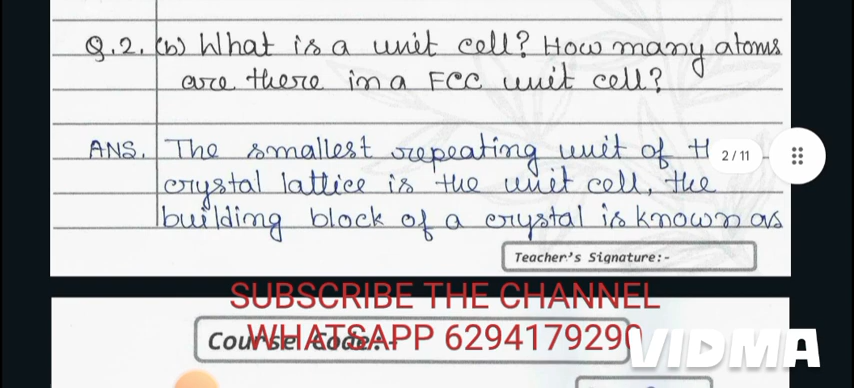 Q.2. (b) What is a unit cell? How many atoms
are there in a FCC unit cell?
ANS. The smallest repeating unit of
2/11
crystal lattice is the unit cell, the
building block of a crystal is known as
Teacher's Signature:-
SUBSCRIBE THE CHANNEL
WHATSAPP 6294179290
Course Code:-
VIDMA